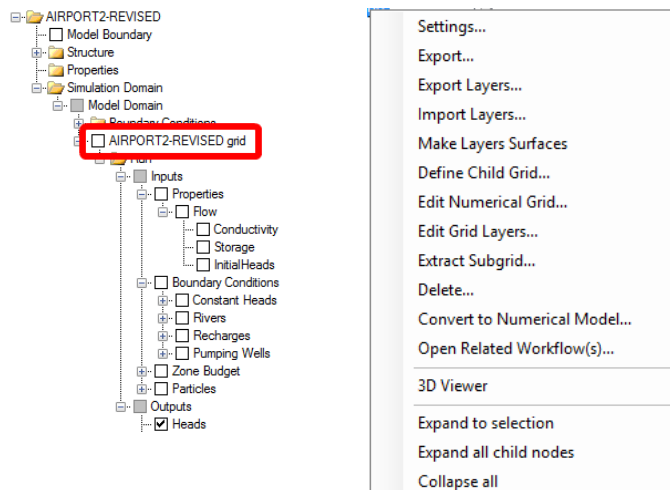 AIRPORT2-REVISED
Model Boundary
Structure
Properties
Simulation Domain
Model Domain
Boundary Conditions
AIRPORT2-REVISED grid
Run
Inputs
Properties
Flow
Conductivity
Storage
InitialHeads
Boundary Conditions
Constant Heads
Rivers
Recharges
Pumping Wells
Zone Budget
Particles
Outputs
Heads
Settings...
Export...
Export Layers...
Import Layers...
Make Layers Surfaces
Define Child Grid...
Edit Numerical Grid...
Edit Grid Layers...
Extract Subgrid...
Delete...
Convert to Numerical Model...
Open Related Workflow(s)...
3D Viewer
Expand to selection
Expand all child nodes
Collapse all